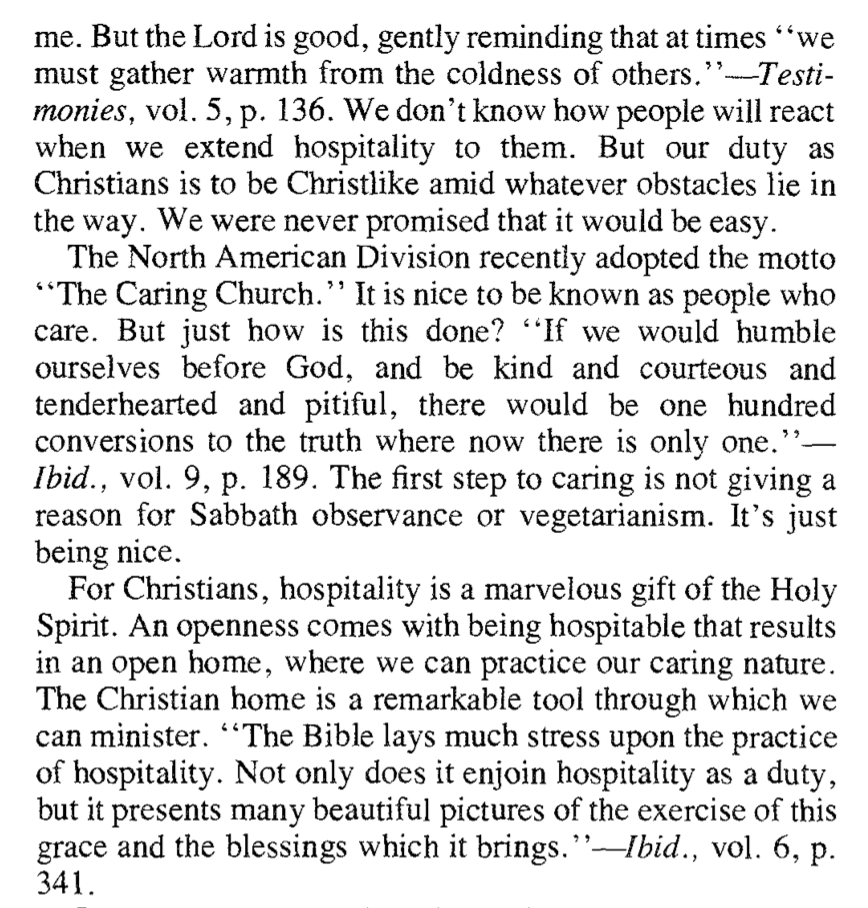 me. But the Lord is good, gently reminding that at times ‘‘we
must gather warmth from the coldness of others.’’—Testi-
monies, vol. 5, p. 136. We don’t know how people will react
when we extend hospitality to them. But our duty as
Christians is to be Christlike amid whatever obstacles lie in
the way. We were never promised that it would be easy.
The North American Division recently adopted the motto
‘‘The Caring Church.’’ It is nice to be known as people who
care. But just how is this done? ‘‘If we would humble
ourselves before God, and be kind and courteous and
tenderhearted and pitiful, there would be one hundred
conversions to the truth where now there is only one.’’—
Ibid., vol. 9, p. 189. The first step to caring is not giving a
reason for Sabbath observance or vegetarianism. It’s just
being nice.
For Christians, hospitality is a marvelous gift of the Holy
Spirit. An openness comes with being hospitable that results
in an open home, where we can practice our caring nature.
The Christian home is a remarkable tool through which we
can minister. ‘‘The Bible lays much stress upon the practice
of hospitality. Not only does it enjoin hospitality as a duty,
but it presents many beautiful pictures of the exercise of this
grace and the blessings which it brings.’’—Ibid., vol. 6, p.
341.